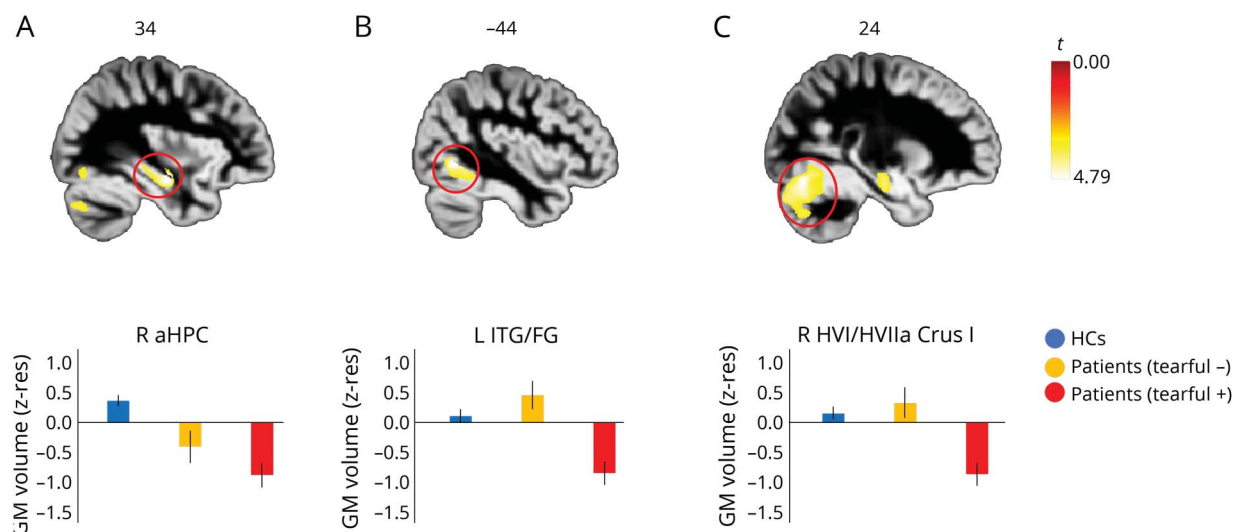 A
34
B
–44
C
24
t
0.00
4.79
R aHPC
GM volume (z-res)
1.0
0.5
0.0
–0.5
–1.0
–1.5
L ITG/FG
GM volume (z-res)
1.0
0.5
0.0
–0.5
–1.0
–1.5
R HVI/HVIIa Crus I
GM volume (z-res)
1.0
0.5
0.0
–0.5
–1.0
–1.5
HCs
Patients (tearful –)
Patients (tearful +)